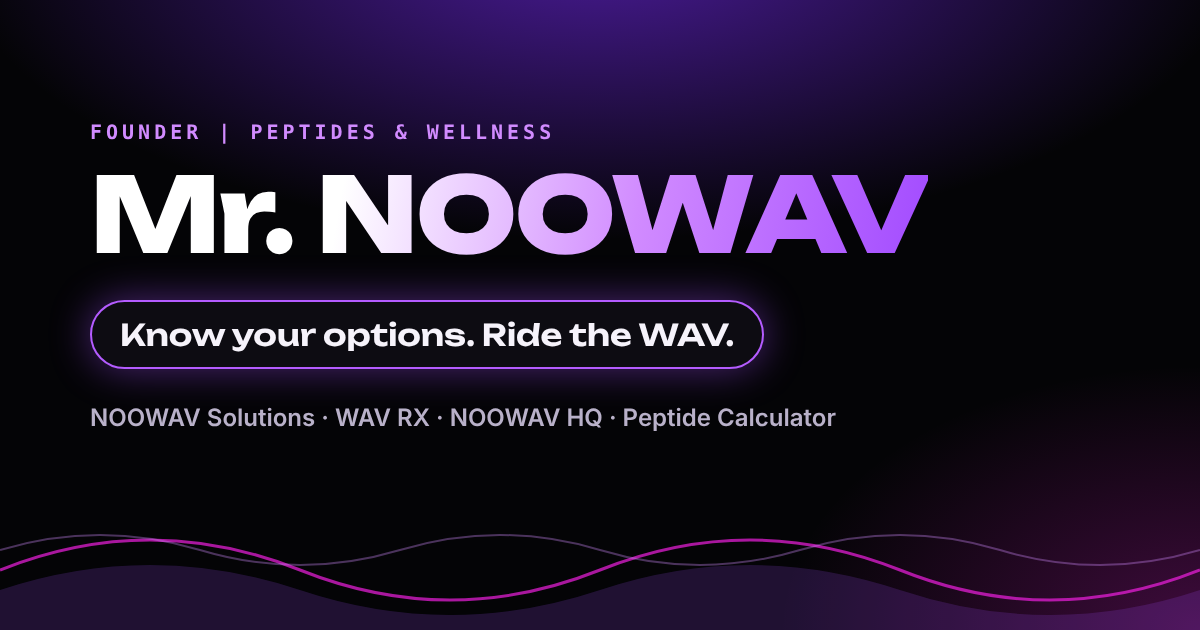 FOUNDER | PEPTIDES & WELLNESS
Mr. NOOWAV
Know your options. Ride the WAV.
NOOWAV Solutions · WAV RX · NOOWAV HQ · Peptide Calculator